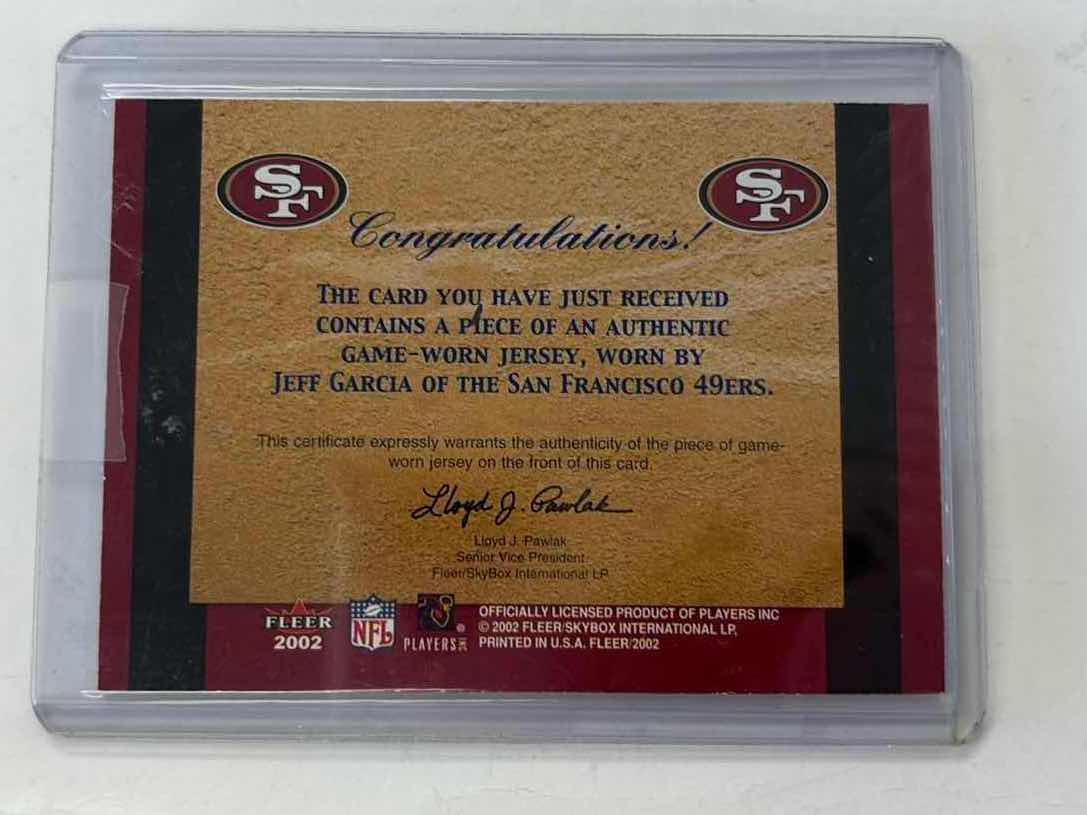 SF SF
Congratulations!
THE CARD YOU HAVE JUST RECEIVED
CONTAINS A PIECE OF AN AUTHENTIC
GAME-WORN JERSEY, WORN BY
JEFF GARCIA OF THE SAN FRANCISCO 49ERS.
This certificate expressly warrants the authenticity of the piece of game-
worn jersey on the front of this card.
Lloyd J. Pawlak
Lloyd J. Pawlak
Senior Vice President
Fleer/SkyBox International LP
FLEER
2002
NFL
PLAYERS INC
OFFICIALLY LICENSED PRODUCT OF PLAYERS INC
© 2002 FLEER/SKYBOX INTERNATIONAL LP,
PRINTED IN U.S.A. FLEER/2002